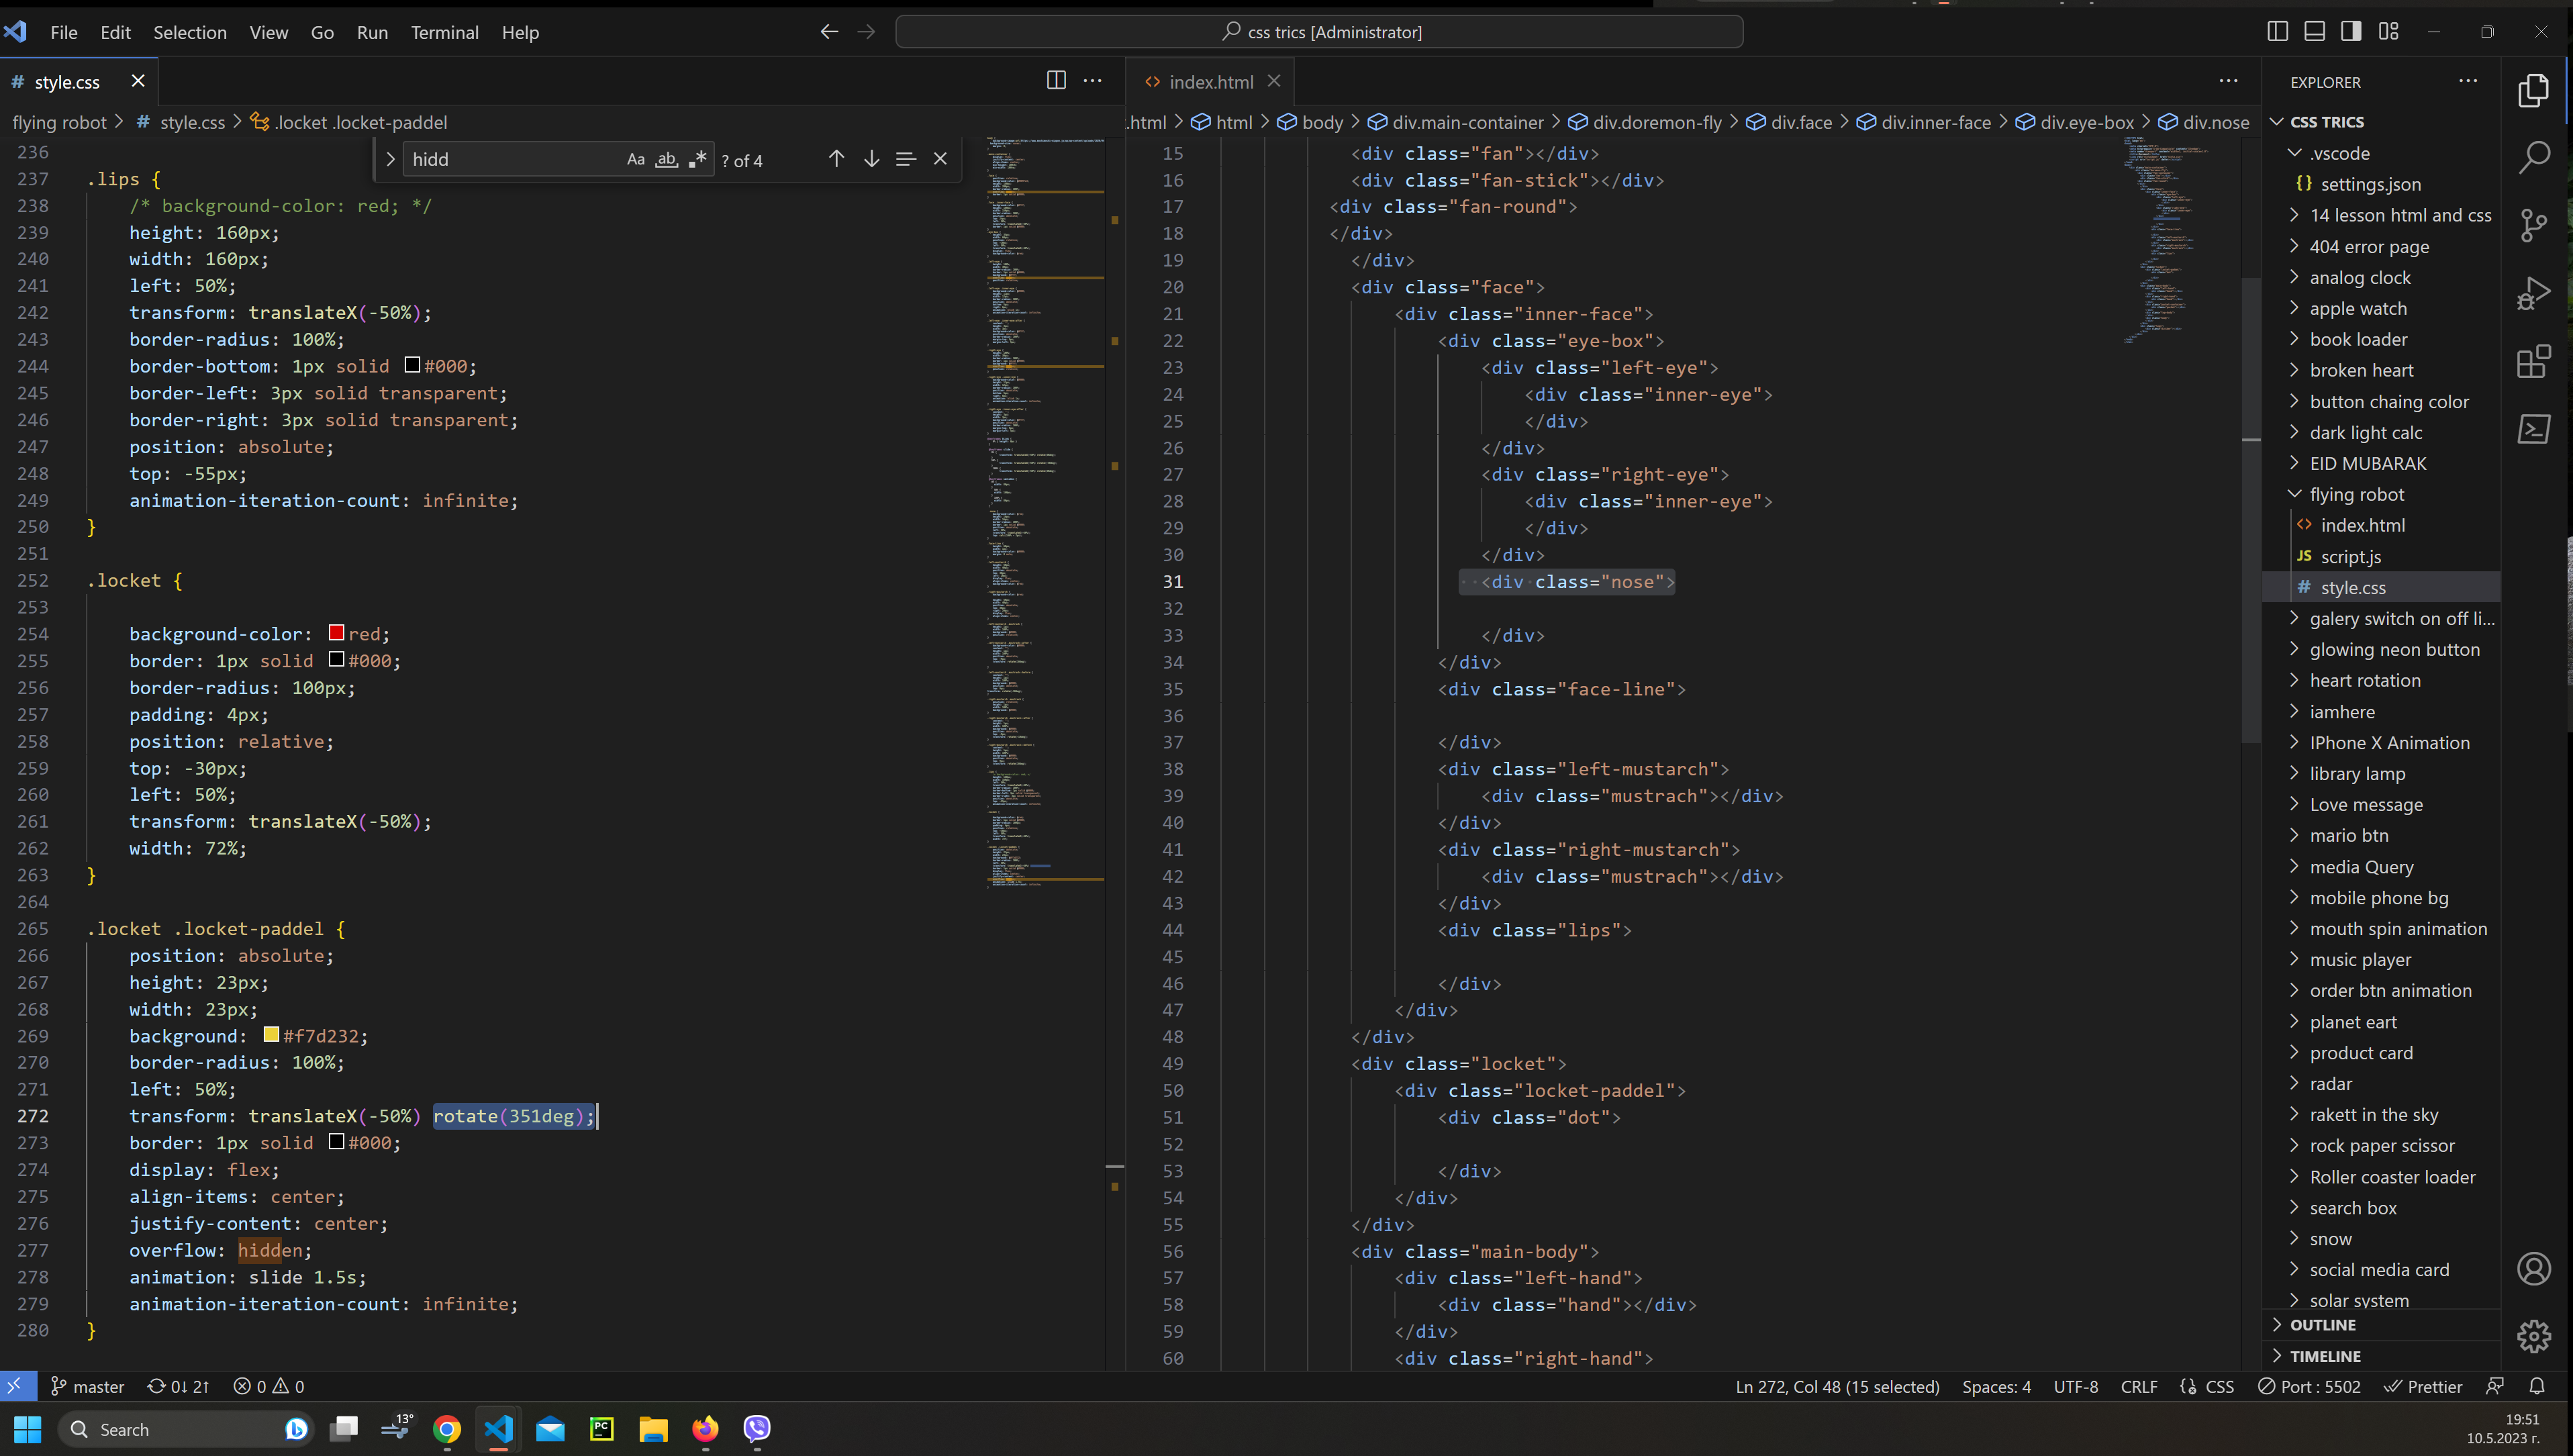 File Edit Selection View Go Run Terminal Help
css trics [Administrator]
# style.css
flying robot > # style.css > .locket .locket-paddel
hidd Aa ab .* ? of 4
236
237 .lips {
238 /* background-color: red; */
239 height: 160px;
240 width: 160px;
241 left: 50%;
242 transform: translateX(-50%);
243 border-radius: 100%;
244 border-bottom: 1px solid #000;
245 border-left: 3px solid transparent;
246 border-right: 3px solid transparent;
247 position: absolute;
248 top: -55px;
249 animation-iteration-count: infinite;
250 }
251
252 .locket {
253
254 background-color: red;
255 border: 1px solid #000;
256 border-radius: 100px;
257 padding: 4px;
258 position: relative;
259 top: -30px;
260 left: 50%;
261 transform: translateX(-50%);
262 width: 72%;
263 }
264
265 .locket .locket-paddel {
266 position: absolute;
267 height: 23px;
268 width: 23px;
269 background: #f7d232;
270 border-radius: 100%;
271 left: 50%;
272 transform: translateX(-50%) rotate(351deg);
273 border: 1px solid #000;
274 display: flex;
275 align-items: center;
276 justify-content: center;
277 overflow: hidden;
278 animation: slide 1.5s;
279 animation-iteration-count: infinite;
280 }
index.html
.html > html > body > div.main-container > div.doremon-fly > div.face > div.inner-face > div.eye-box > div.nose
15 <div class="fan"></div>
16 <div class="fan-stick"></div>
17 <div class="fan-round">
18 </div>
19 </div>
20 <div class="face">
21 <div class="inner-face">
22 <div class="eye-box">
23 <div class="left-eye">
24 <div class="inner-eye">
25 </div>
26 </div>
27 <div class="right-eye">
28 <div class="inner-eye">
29 </div>
30 </div>
31 <div class="nose">
32
33 </div>
34 </div>
35 <div class="face-line">
36
37 </div>
38 <div class="left-mustarch">
39 <div class="mustrach"></div>
40 </div>
41 <div class="right-mustarch">
42 <div class="mustrach"></div>
43 </div>
44 <div class="lips">
45
46 </div>
47 </div>
48 </div>
49 <div class="locket">
50 <div class="locket-paddel">
51 <div class="dot">
52
53 </div>
54 </div>
55 </div>
56 <div class="main-body">
57 <div class="left-hand">
58 <div class="hand"></div>
59 </div>
60 <div class="right-hand">
EXPLORER
CSS TRICS
.vscode
{} settings.json
14 lesson html and css
404 error page
analog clock
apple watch
book loader
broken heart
button chaing color
dark light calc
EID MUBARAK
flying robot
<> index.html
JS script.js
# style.css
galery switch on off li...
glowing neon button
heart rotation
iamhere
IPhone X Animation
library lamp
Love message
mario btn
media Query
mobile phone bg
mouth spin animation
music player
order btn animation
planet eart
product card
radar
rakett in the sky
rock paper scissor
Roller coaster loader
search box
snow
social media card
solar system
OUTLINE
TIMELINE
master 0↓ 2↑ 0 0
Ln 272, Col 48 (15 selected) Spaces: 4 UTF-8 CRLF CSS Port : 5502 Prettier
Search
13°
PC
19:51
10.5.2023 г.